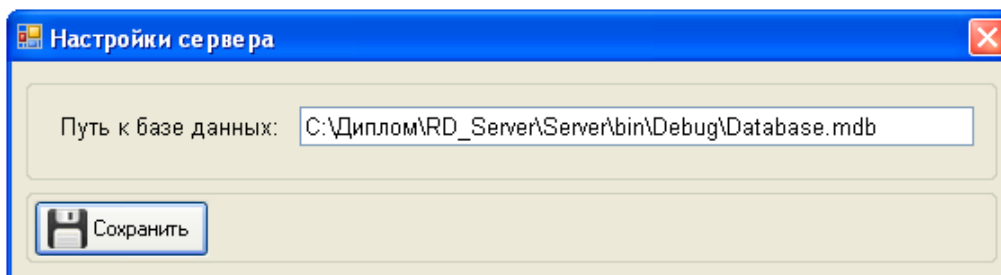 Настройки сервера
Путь к базе данных: C:\Диплом\RD_Server\Server\bin\Debug\Database.mdb
Сохранить